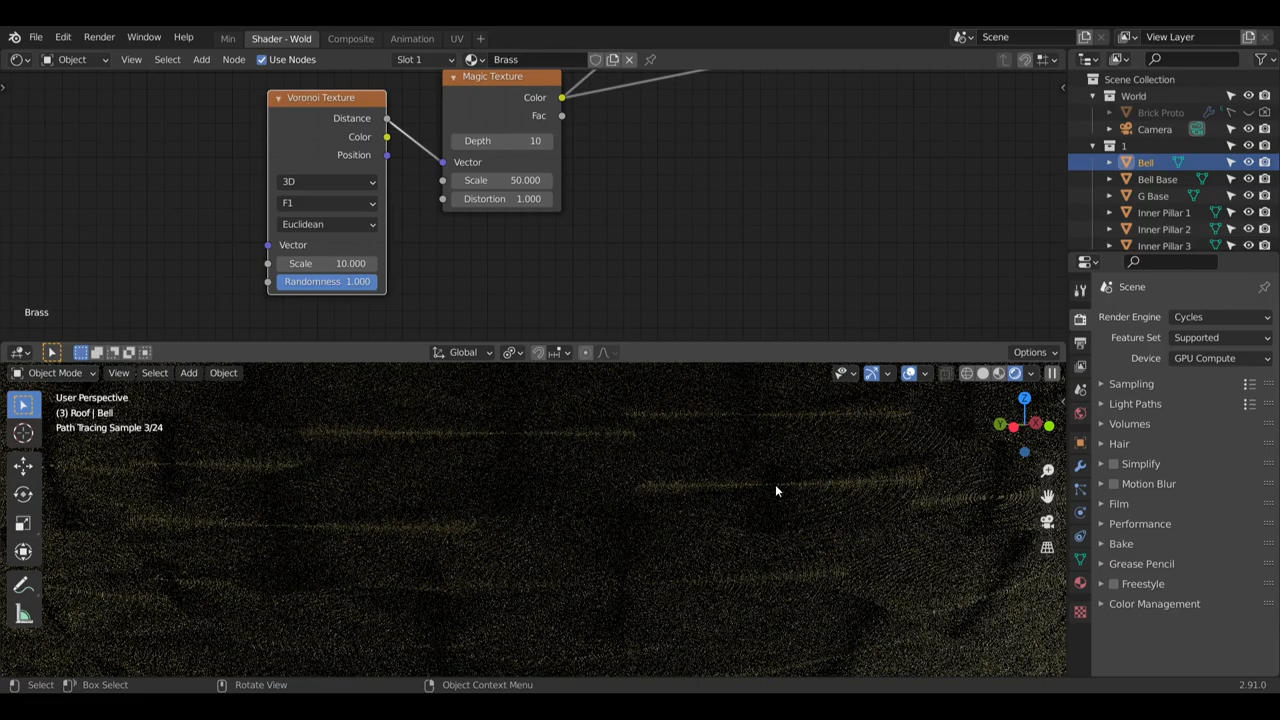 File Edit Render Window Help Min Shader - Wold Composite Animation UV Scene View Layer
Object View Select Add Node Use Nodes Slot 1 Brass
Magic Texture
Color
Fac
Depth 10
Vector
Scale 50.000
Distortion 1.000
Voronoi Texture
Distance
Color
Position
3D
F1
Euclidean
Vector
Scale 10.000
Randomness 1.000
Brass
Scene Collection
World
Brick Proto
Camera
1
Bell
Bell Base
G Base
Inner Pillar 1
Inner Pillar 2
Inner Pillar 3
Scene
Render Engine Cycles
Feature Set Supported
Device GPU Compute
Sampling
Light Paths
Volumes
Hair
Simplify
Motion Blur
Film
Performance
Bake
Grease Pencil
Freestyle
Color Management
Global Options
Object Mode View Select Add Object
User Perspective
(3) Roof | Bell
Path Tracing Sample 3/24
Z
Y
X
Select Box Select Rotate View Object Context Menu 2.91.0